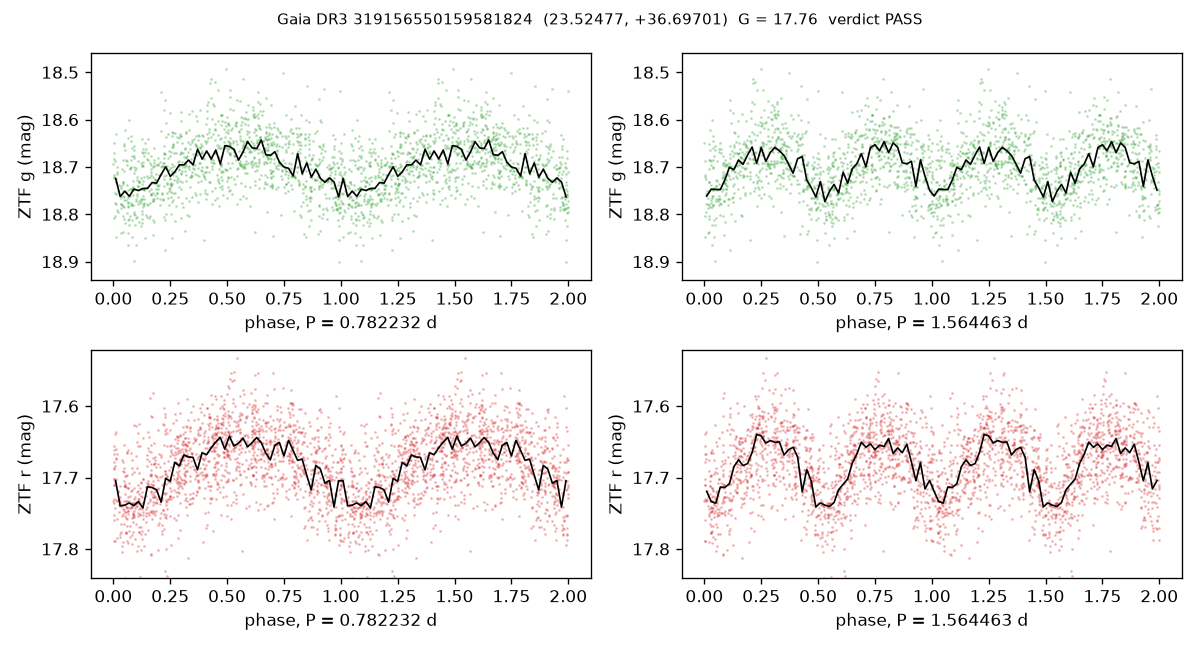 Gaia DR3 319156550159581824 (23.52477, +36.69701) G = 17.76 verdict PASS
ZTF g (mag)
18.5
18.6
18.7
18.8
18.9
0.00 0.25 0.50 0.75 1.00 1.25 1.50 1.75 2.00
phase, P = 0.782232 d
ZTF g (mag)
18.5
18.6
18.7
18.8
18.9
0.00 0.25 0.50 0.75 1.00 1.25 1.50 1.75 2.00
phase, P = 1.564463 d
ZTF r (mag)
17.6
17.7
17.8
0.00 0.25 0.50 0.75 1.00 1.25 1.50 1.75 2.00
phase, P = 0.782232 d
ZTF r (mag)
17.6
17.7
17.8
0.00 0.25 0.50 0.75 1.00 1.25 1.50 1.75 2.00
phase, P = 1.564463 d